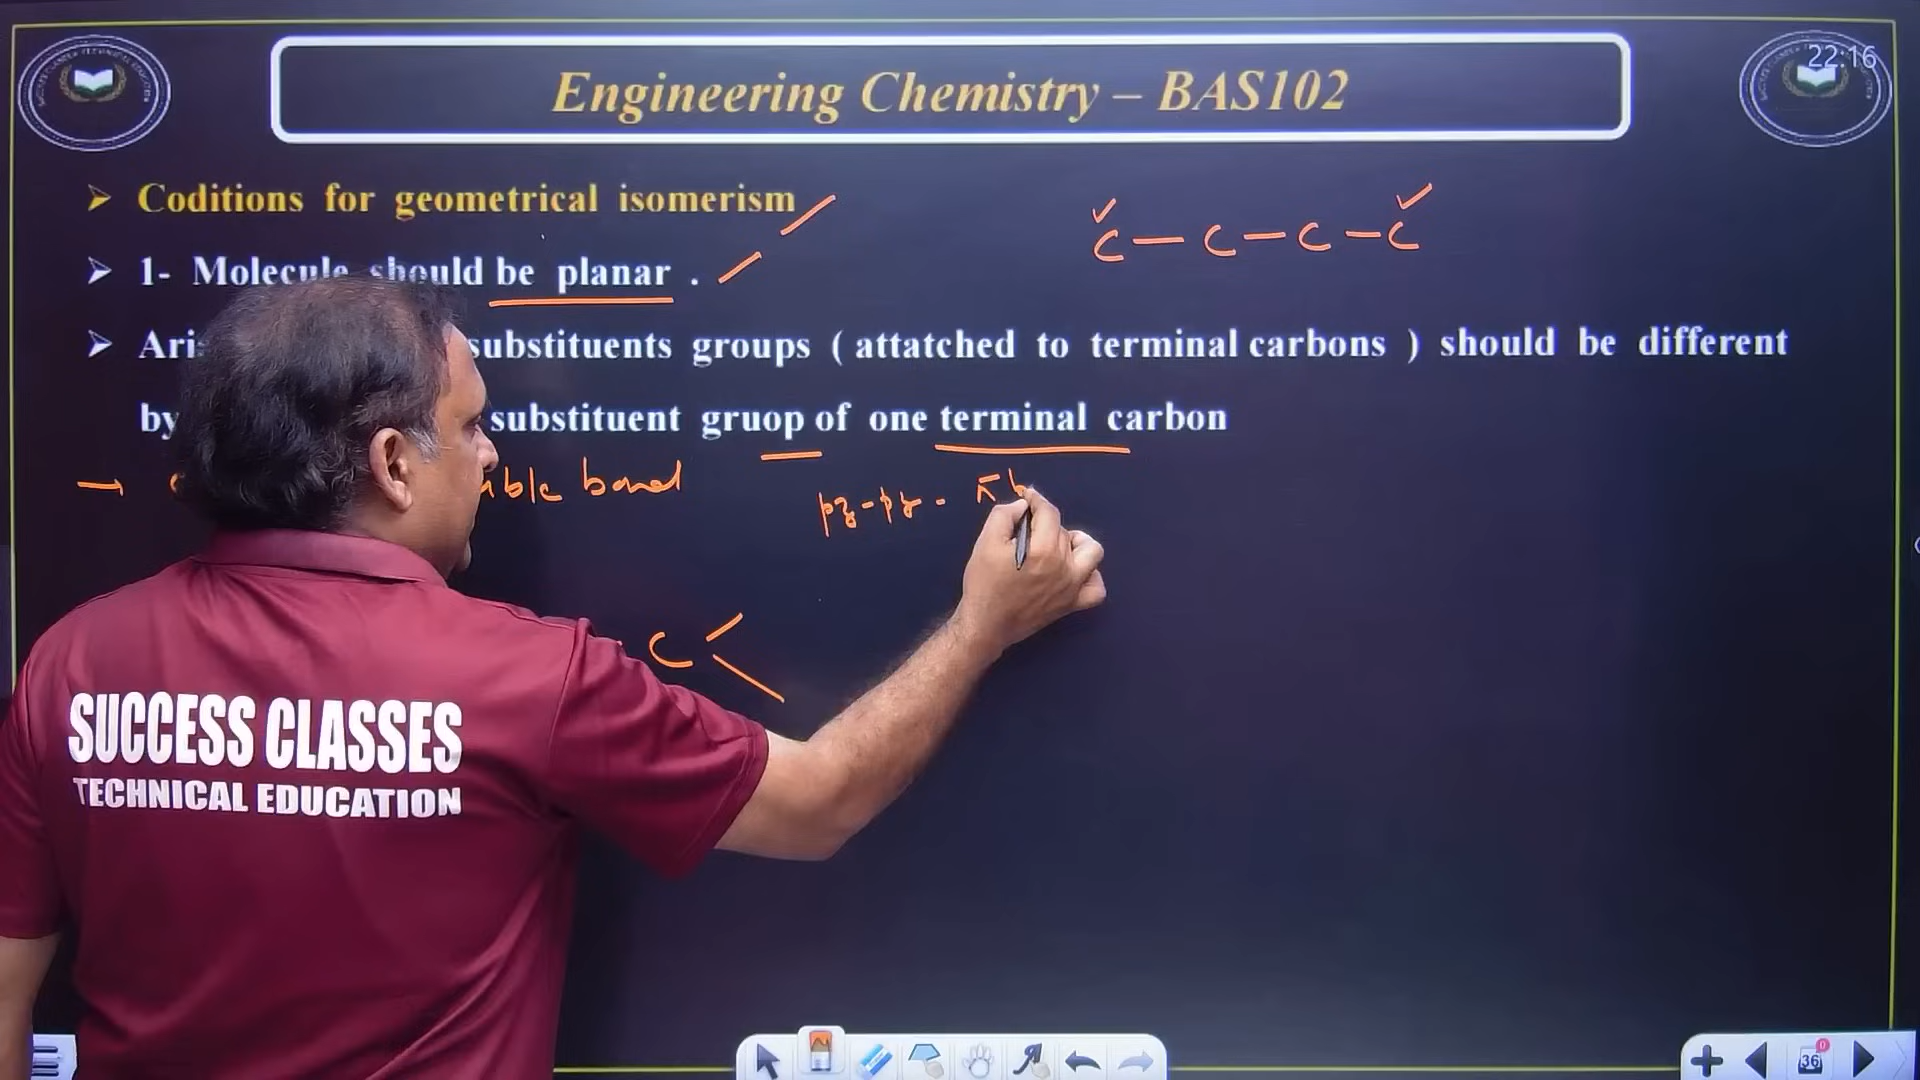 22:16
Engineering Chemistry – BAS102
➤ Coditions for geometrical isomerism
C — C — C — C
➤ 1- Molecule should be planar .
➤ substituents groups ( attatched to terminal carbons ) should be different
by substituent gruop of one terminal carbon
→ bond
pz-pz - π b
C
SUCCESS CLASSES
TECHNICAL EDUCATION
36
0